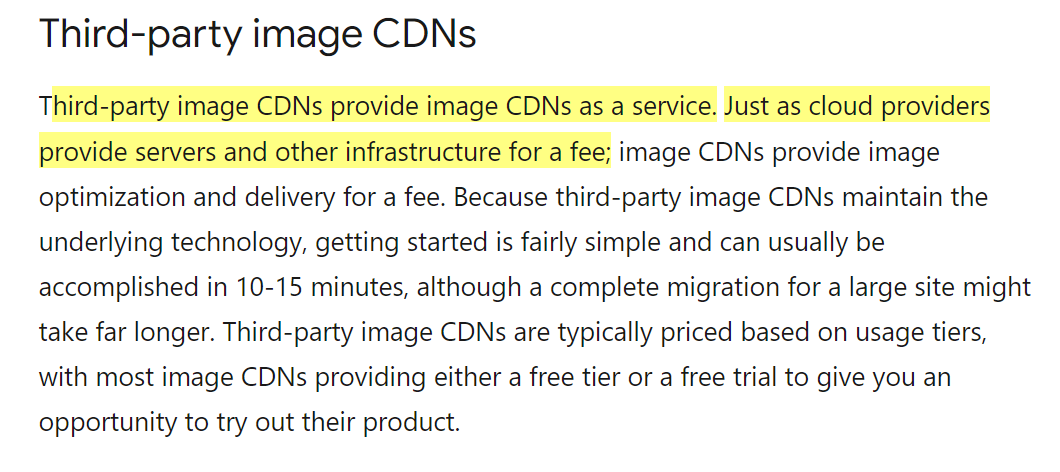 Third-party image CDNs
Third-party image CDNs provide image CDNs as a service. Just as cloud providers
provide servers and other infrastructure for a fee; image CDNs provide image
optimization and delivery for a fee. Because third-party image CDNs maintain the
underlying technology, getting started is fairly simple and can usually be
accomplished in 10-15 minutes, although a complete migration for a large site might
take far longer. Third-party image CDNs are typically priced based on usage tiers,
with most image CDNs providing either a free tier or a free trial to give you an
opportunity to try out their product.